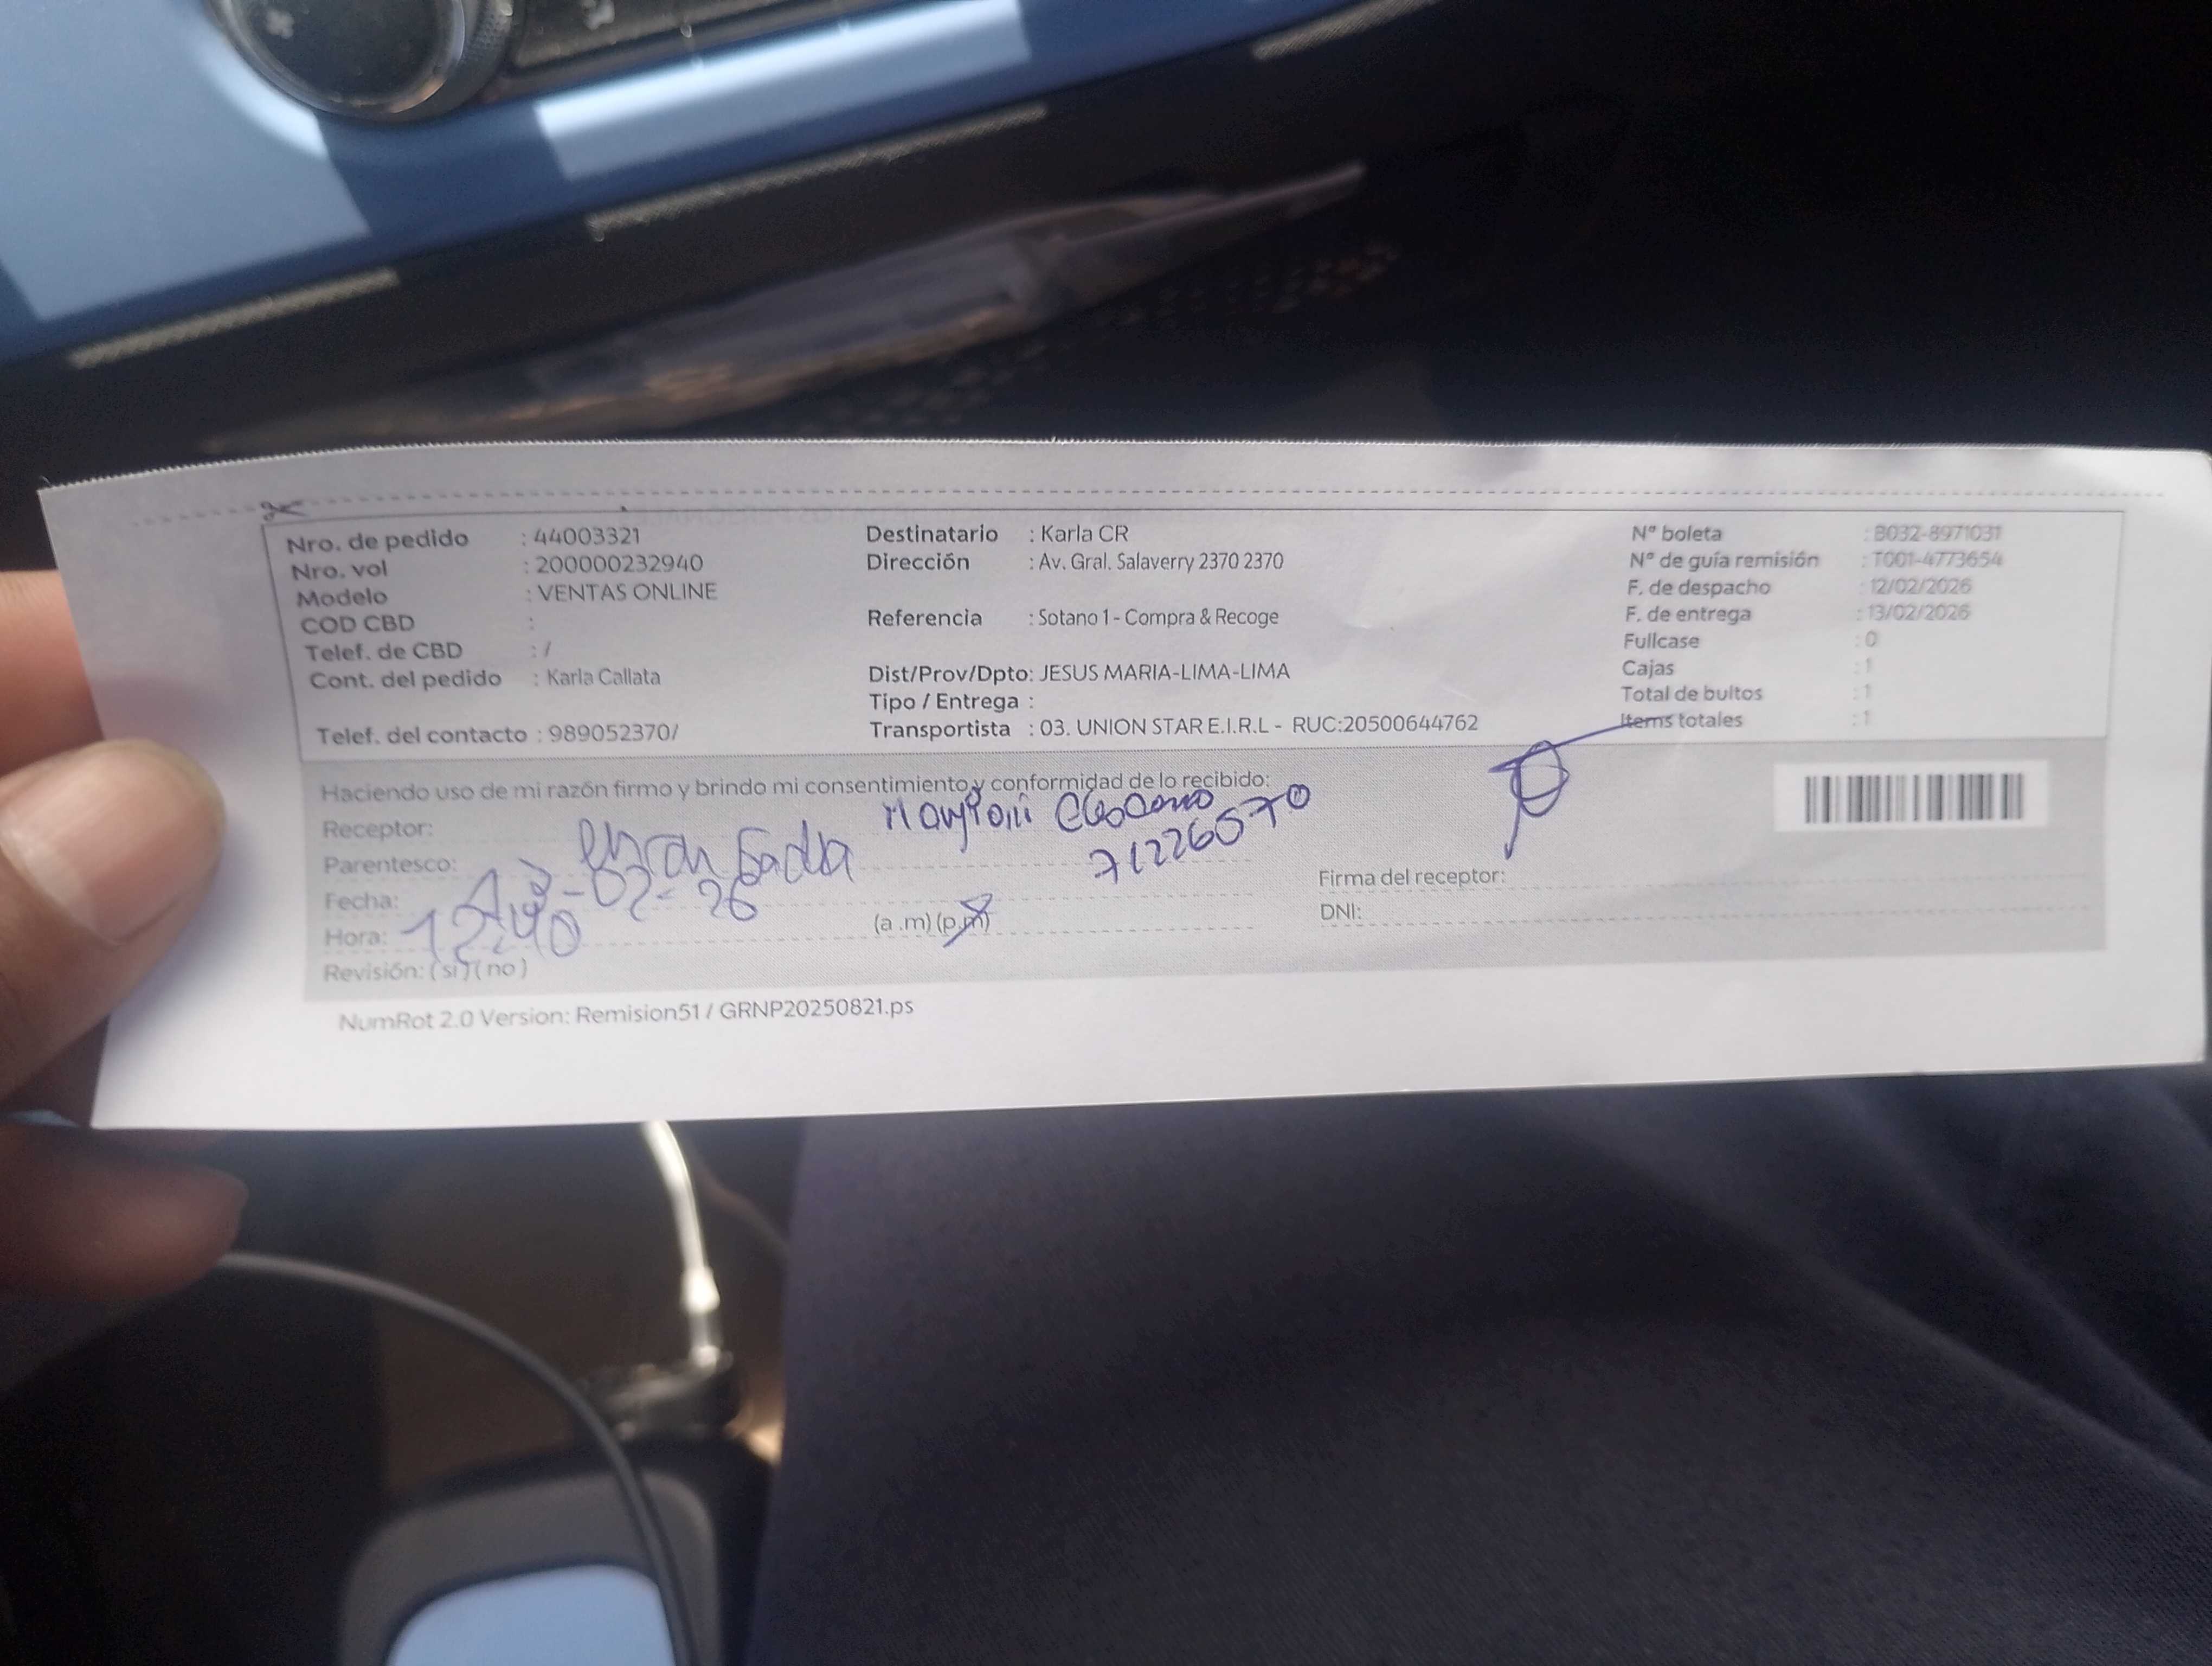 Nro. de pedido : 44003321
Nro. vol : 200000232940
Modelo : VENTAS ONLINE
COD CBD :
Telef. de CBD : /
Cont. del pedido : Karla Callata
Telef. del contacto : 989052370/
Destinatario : Karla CR
Dirección : Av. Gral. Salaverry 2370 2370
Referencia : Sotano 1 - Compra & Recoge
Dist/Prov/Dpto: JESUS MARIA-LIMA-LIMA
Tipo / Entrega :
Transportista : 03. UNION STAR E.I.R.L - RUC:20500644762
Nº boleta : B032-8971031
Nº de guía remisión : T001-4773654
F. de despacho : 12/02/2026
F. de entrega : 13/02/2026
Fullcase : 0
Cajas : 1
Total de bultos : 1
Items totales : 1
Haciendo uso de mi razón firmo y brindo mi consentimiento y conformidad de lo recibido:
Receptor:
Parentesco: 71226570
Fecha: 13-02-26
Hora: 12:40 (a .m) (p.m)
Revisión: ( si ) ( no )
Firma del receptor:
DNI:
NumRot 2.0 Version: Remision51 / GRNP20250821.ps